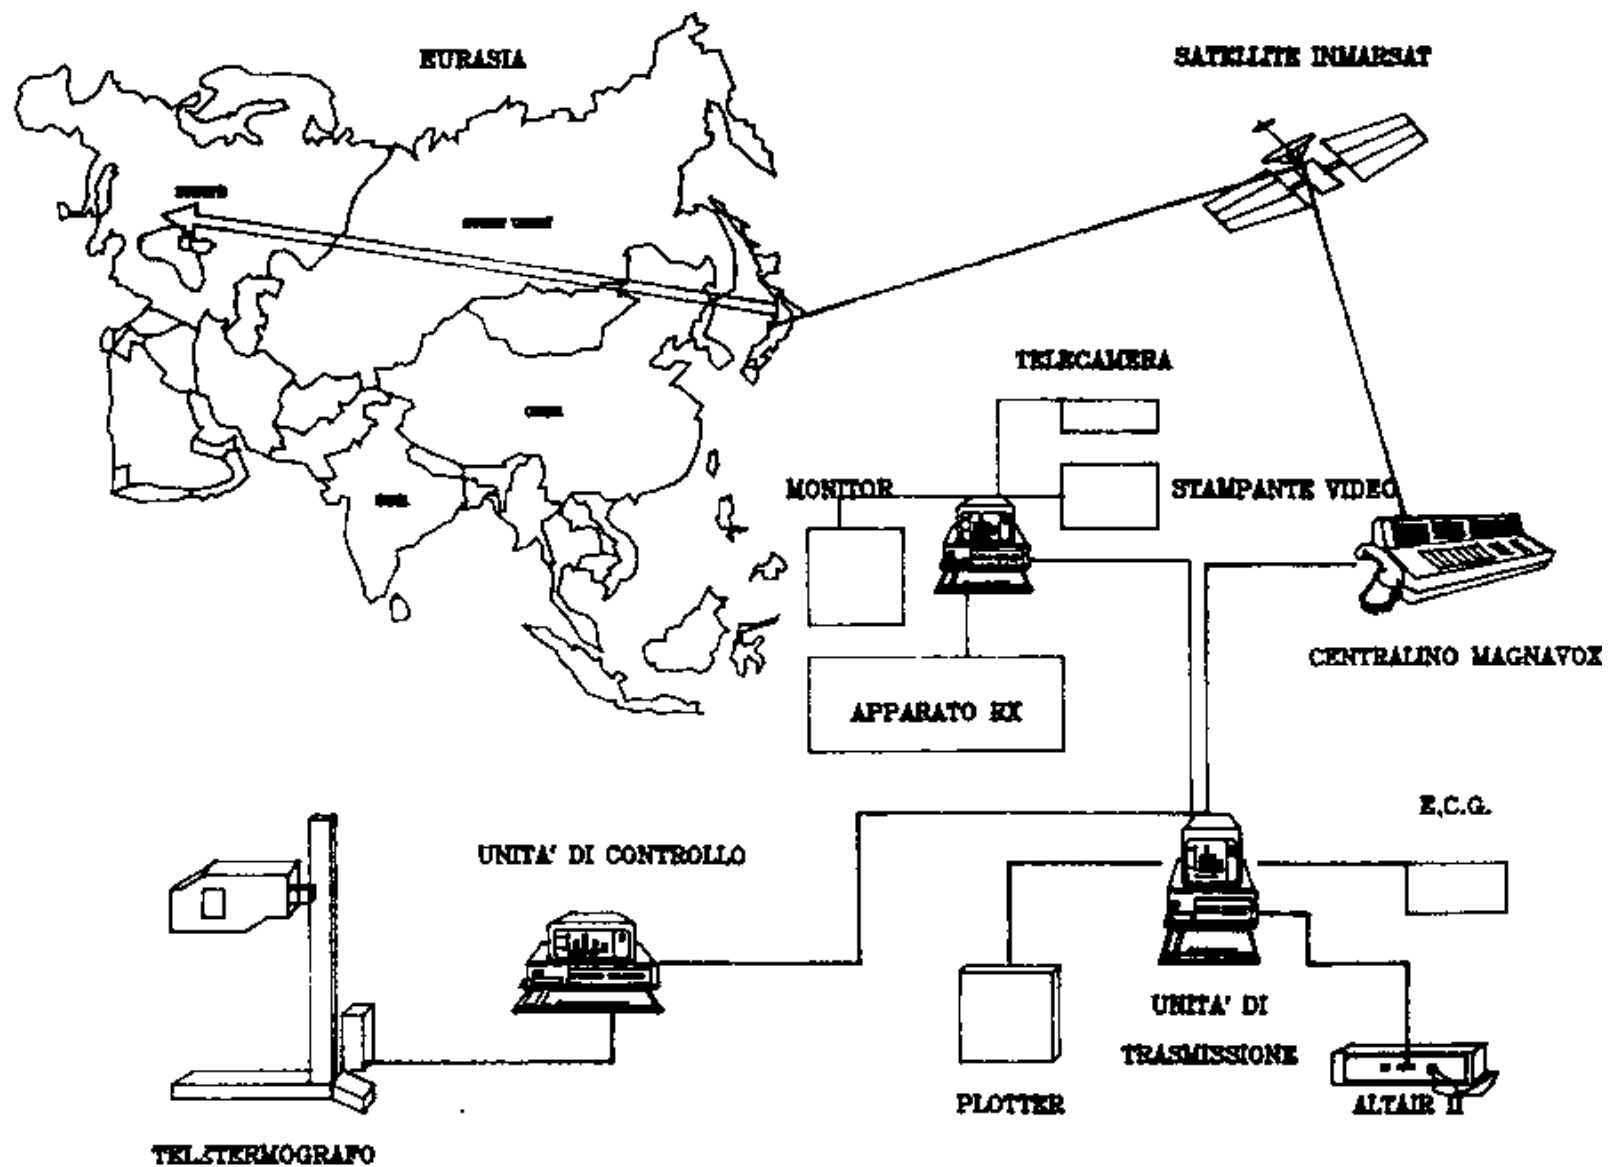 EURASIA
SATELLITE INMARSAT
TELECAMERA
CHINA
MONITOR
STAMPANTE VIDEO
CENTRALINO MAGNAVOX
APPARATO RX
E.C.G.
UNITA' DI CONTROLLO
UNITA' DI
TRASMISSIONE
PLOTTER
ALTAIR II
TELETERMOGRAFO